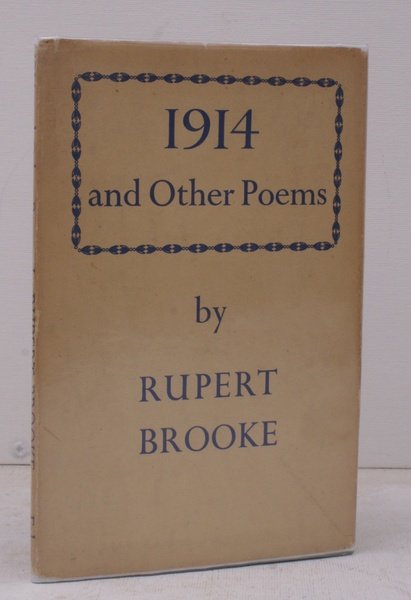 1914
and Other Poems
by
RUPERT
BROOKE